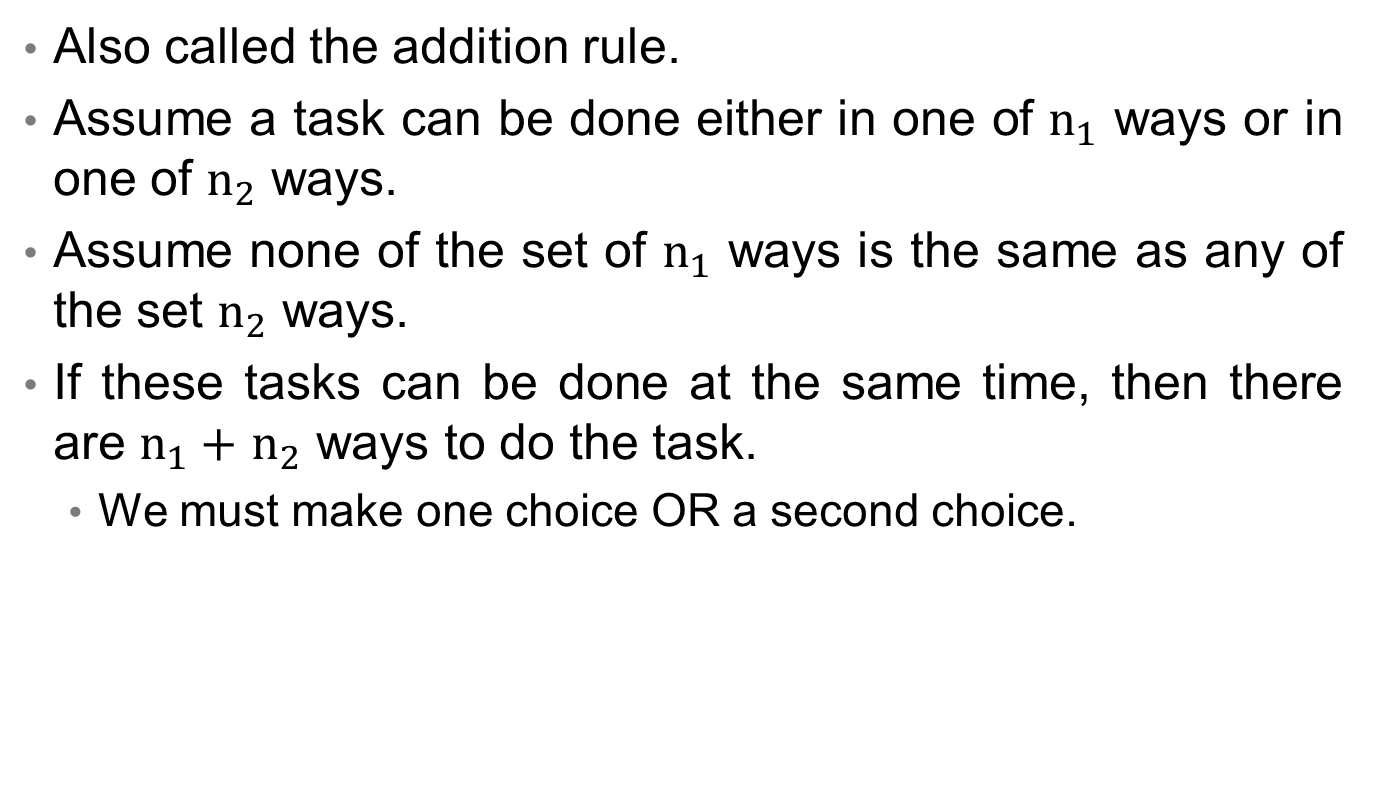 • Also called the addition rule.
• Assume a task can be done either in one of n₁ ways or in
one of n₂ ways.
• Assume none of the set of n₁ ways is the same as any of
the set n₂ ways.
• If these tasks can be done at the same time, then there
are n₁ + n₂ ways to do the task.
• We must make one choice OR a second choice.